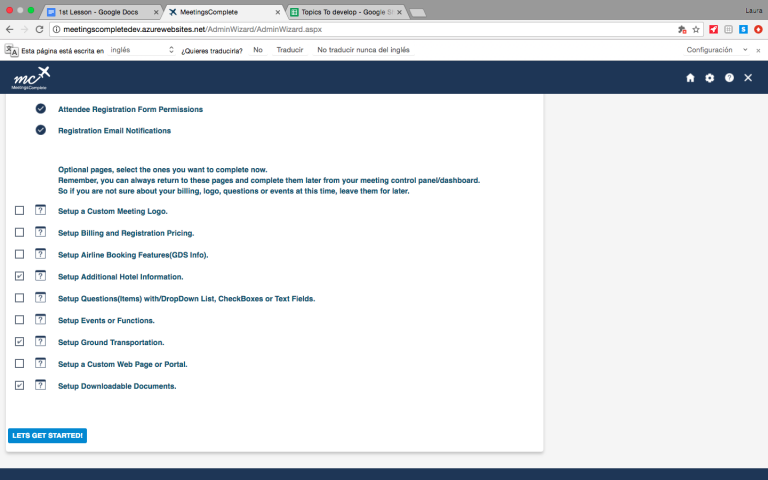 1st Lesson - Google Docs
MeetingsComplete
Topics To develop - Google
Laura
meetingscompletedev.azurewebsites.net/AdminWizard/AdminWizard.aspx
Esta página está escrita en inglés ¿Quieres traducirla? No Traducir No traducir nunca del inglés Configuración
mc
MeetingsComplete
Attendee Registration Form Permissions
Registration Email Notifications
Optional pages, select the ones you want to complete now.
Remember, you can always return to these pages and complete them later from your meeting control panel/dashboard.
So if you are not sure about your billing, logo, questions or events at this time, leave them for later.
Setup a Custom Meeting Logo.
Setup Billing and Registration Pricing.
Setup Airline Booking Features(GDS Info).
Setup Additional Hotel Information.
Setup Questions(Items) with/DropDown List, CheckBoxes or Text Fields.
Setup Events or Functions.
Setup Ground Transportation.
Setup a Custom Web Page or Portal.
Setup Downloadable Documents.
LETS GET STARTED!